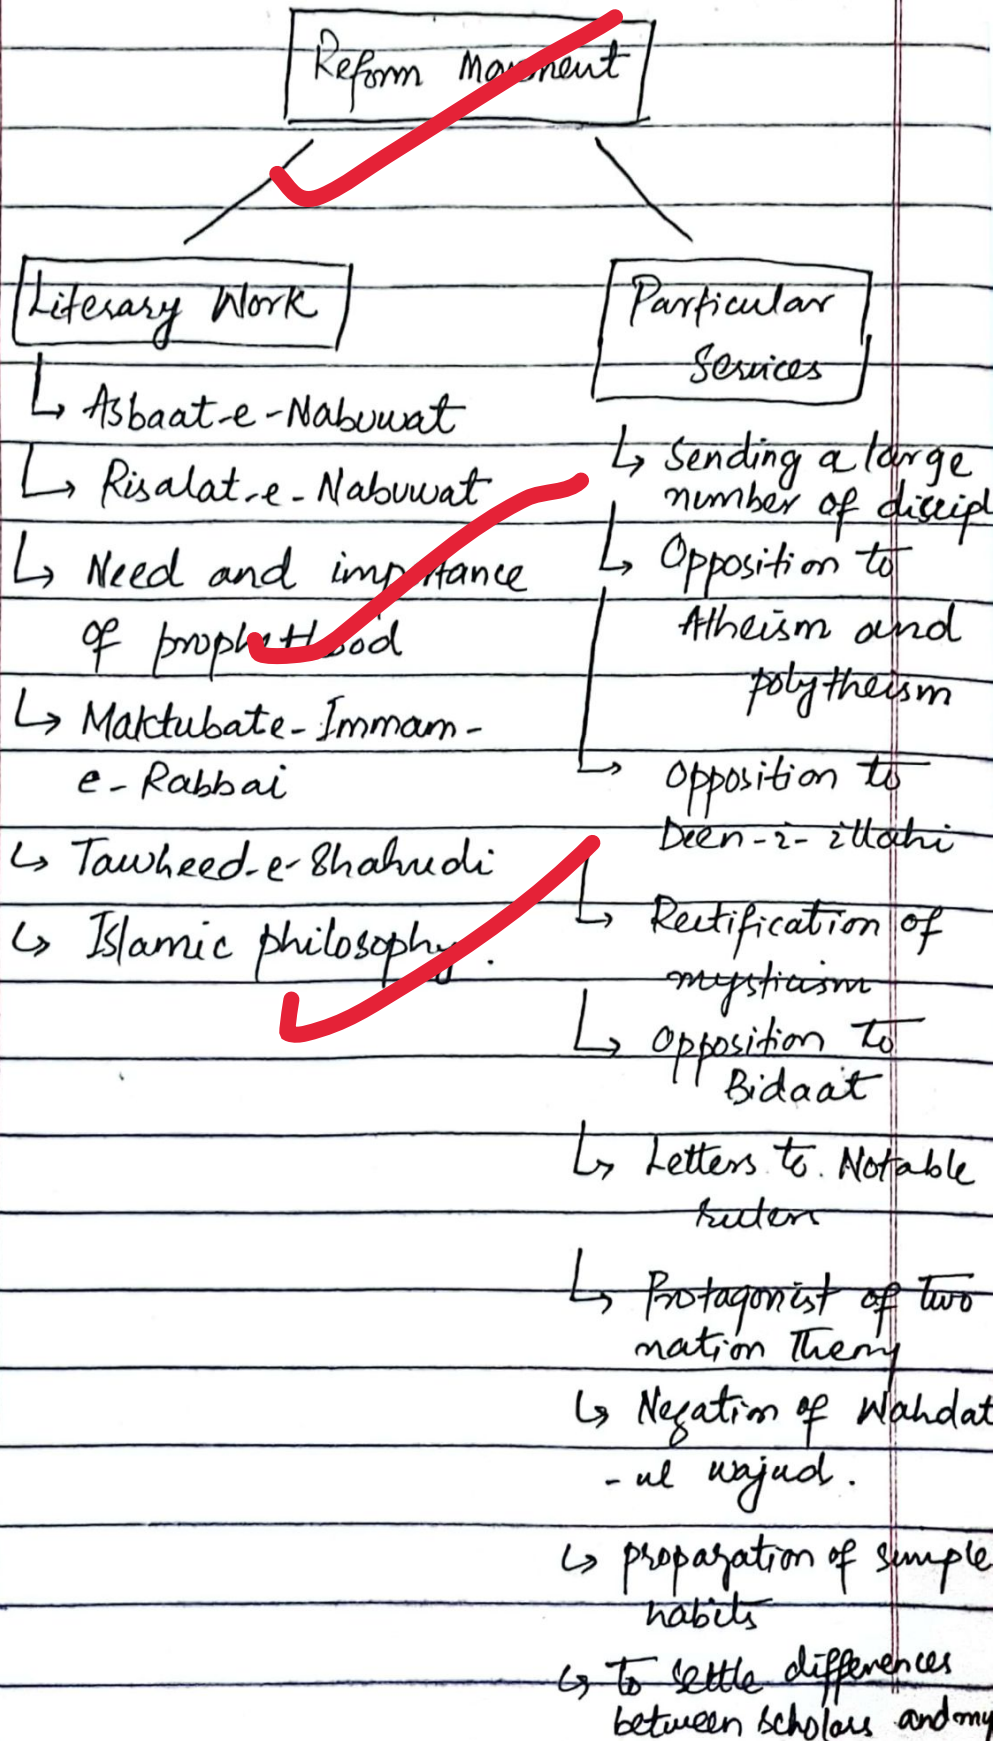 Reform Movment
Literary Work
↳ Asbaat-e-Nabuwat
↳ Risalat-e-Nabuwat
↳ Need and importance
of prophethood
↳ Maktubate-Immam-
e-Rabbai
↳ Tawheed-e-Shahudi
↳ Islamic philosophy.
Particular
Services
↳ Sending a large
number of discipl
↳ Opposition to
Atheism and
polytheism
↳ Opposition to
Deen-i-illahi
↳ Rectification of
mysticism
↳ Opposition to
Bidaat
↳ Letters to. Notable
rulers
↳ Protagonist of Two
nation Theory
↳ Negation of Wahdat
-ul wajud.
↳ propagation of simple
habits
↳ To settle differences
between scholars and my